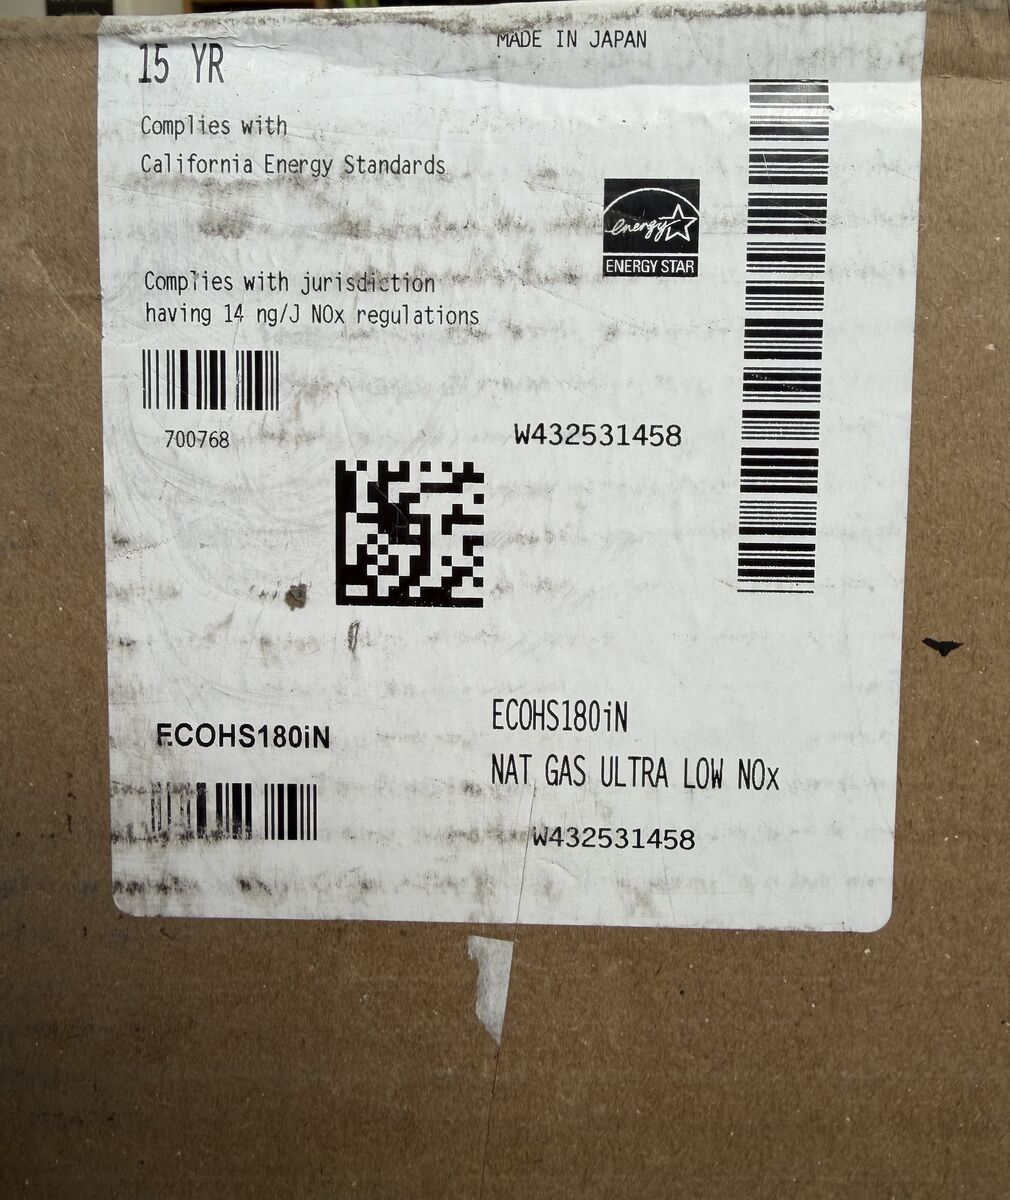 MADE IN JAPAN
15 YR
Complies with
California Energy Standards
energy
ENERGY STAR
Complies with jurisdiction
having 14 ng/J NOx regulations
700768
W432531458
ECOHS180iN
ECOHS180iN
NAT GAS ULTRA LOW NOx
W432531458